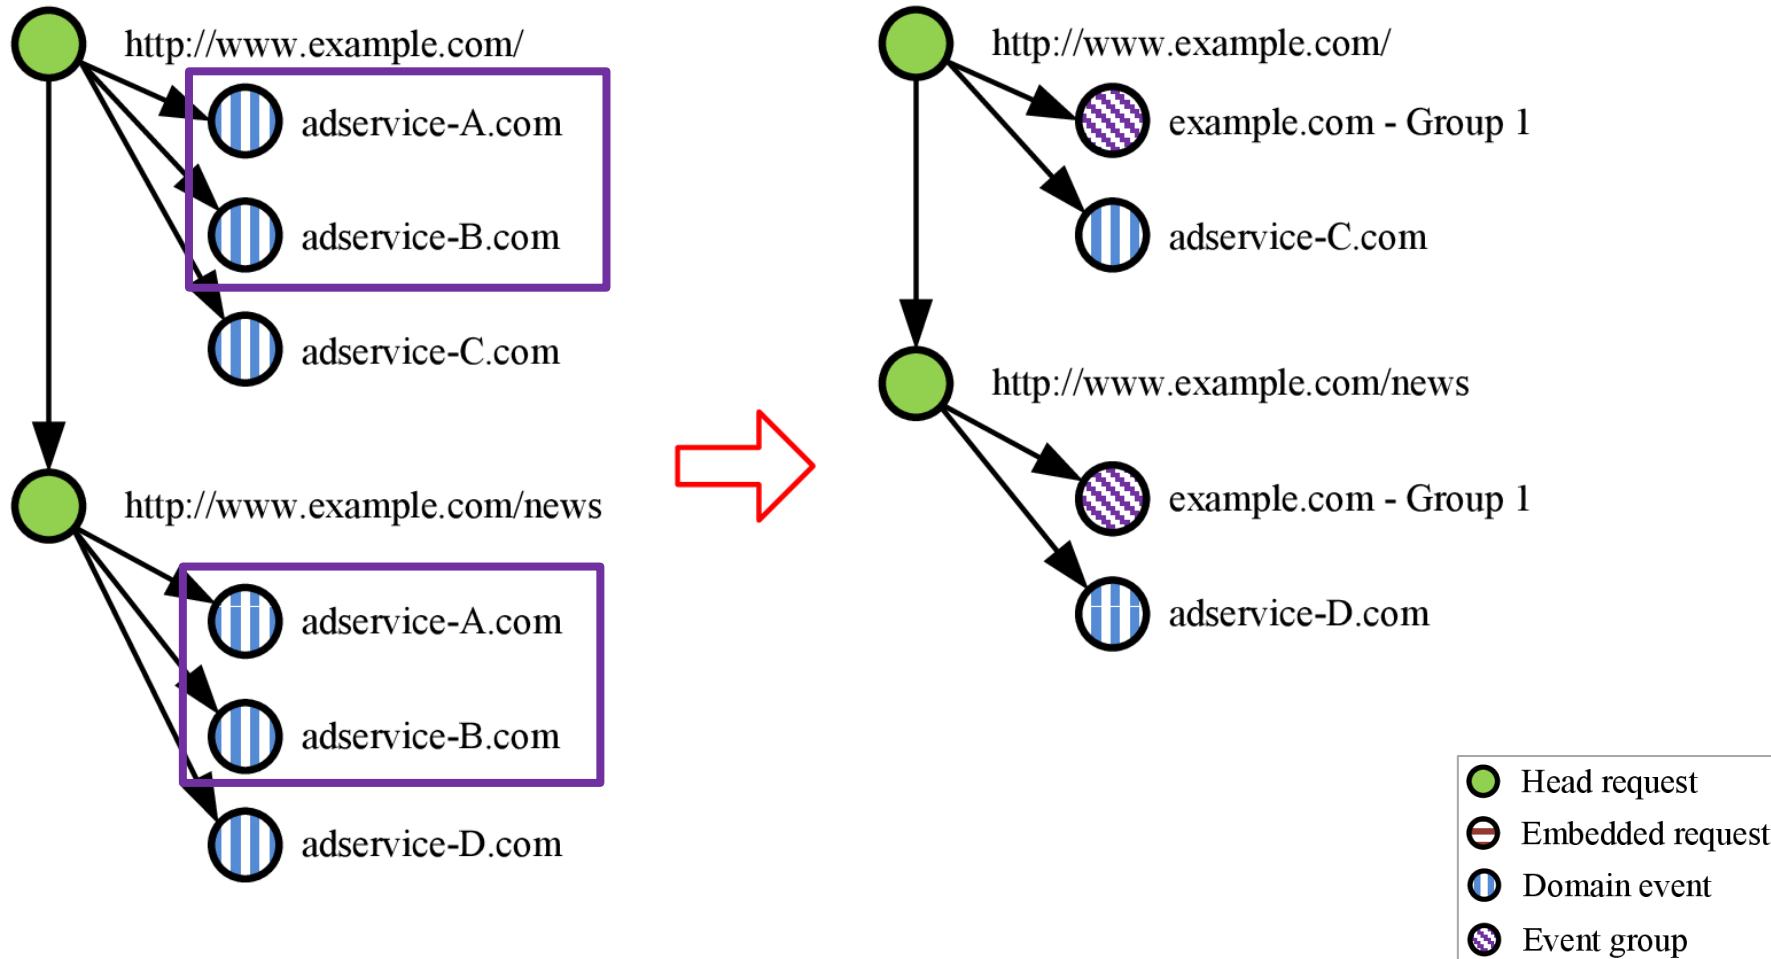 http://www.example.com/
adservice-A.com
adservice-B.com
adservice-C.com
http://www.example.com/news
adservice-A.com
adservice-B.com
adservice-D.com
http://www.example.com/
example.com - Group 1
adservice-C.com
http://www.example.com/news
example.com - Group 1
adservice-D.com
Head request
Embedded request
Domain event
Event group